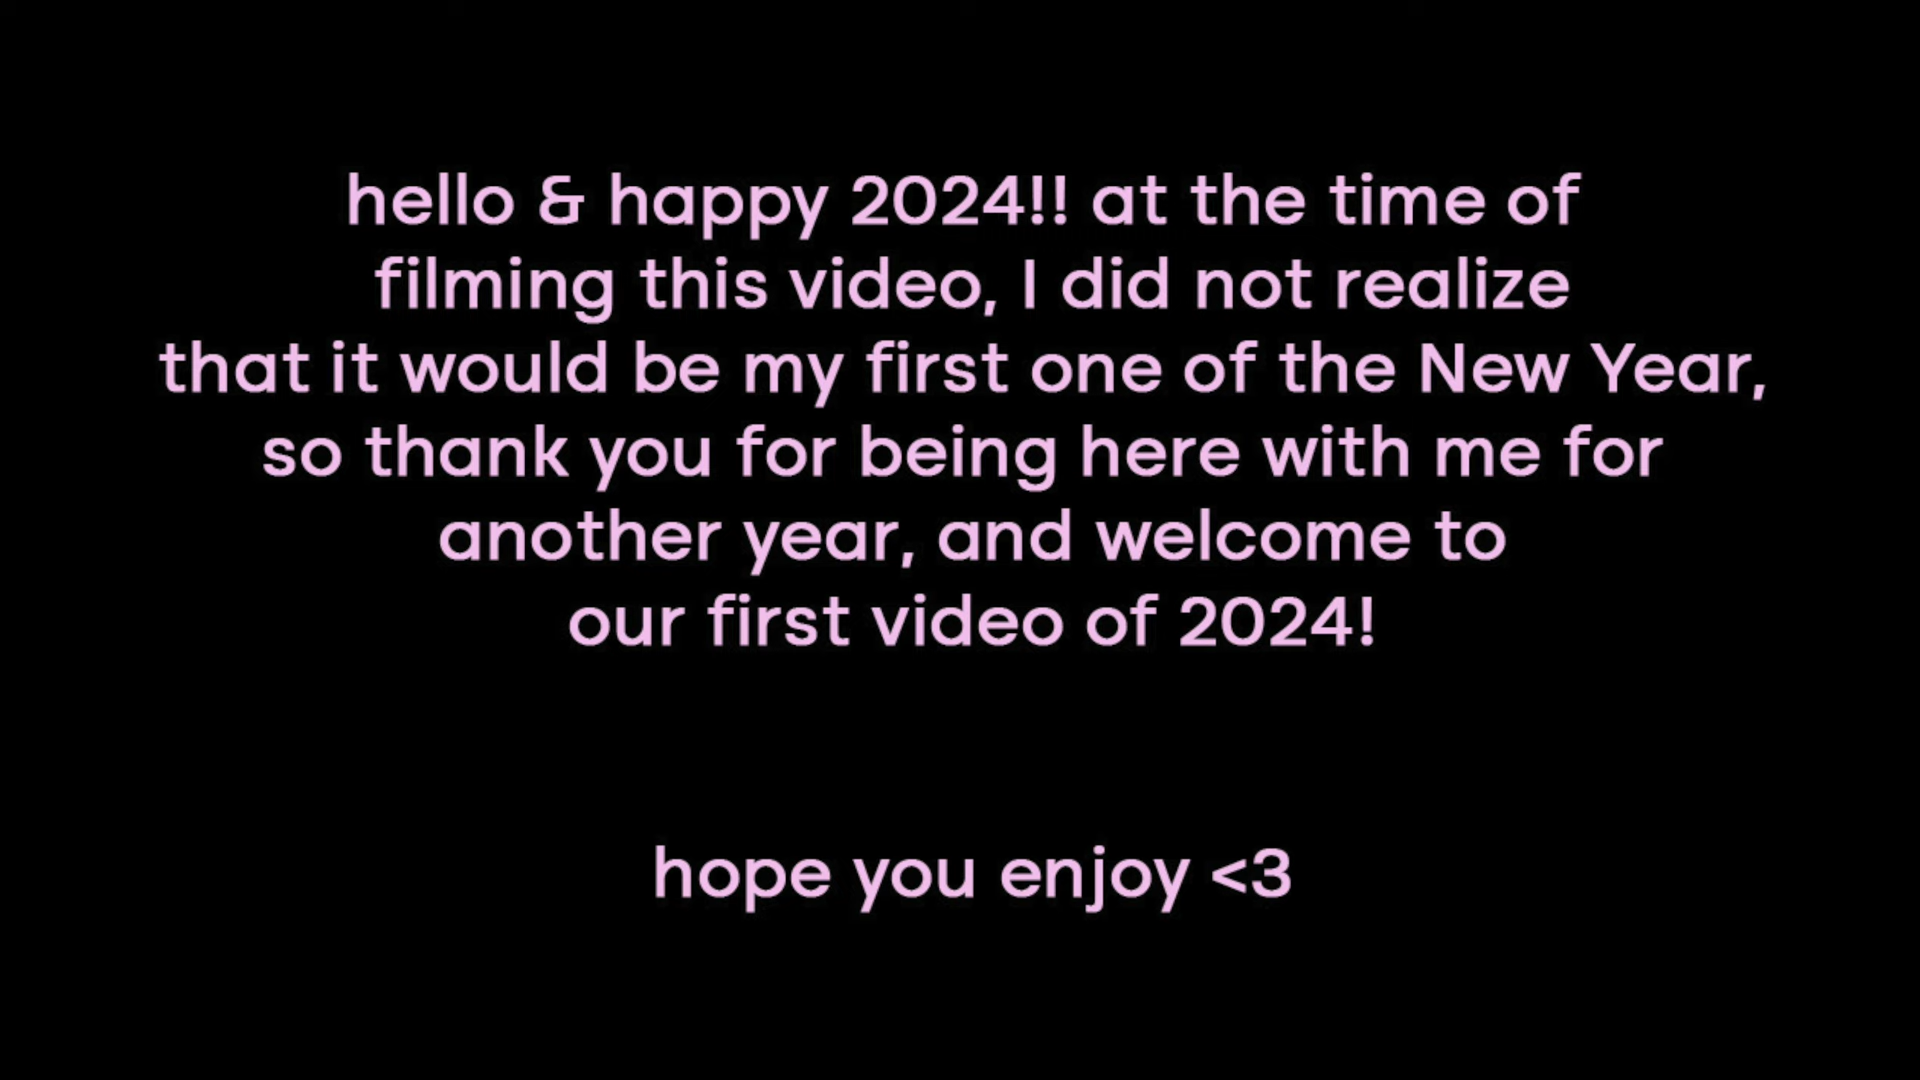 hello & happy 2024!! at the time of
filming this video, I did not realize
that it would be my first one of the New Year,
so thank you for being here with me for
another year, and welcome to
our first video of 2024!
hope you enjoy <3